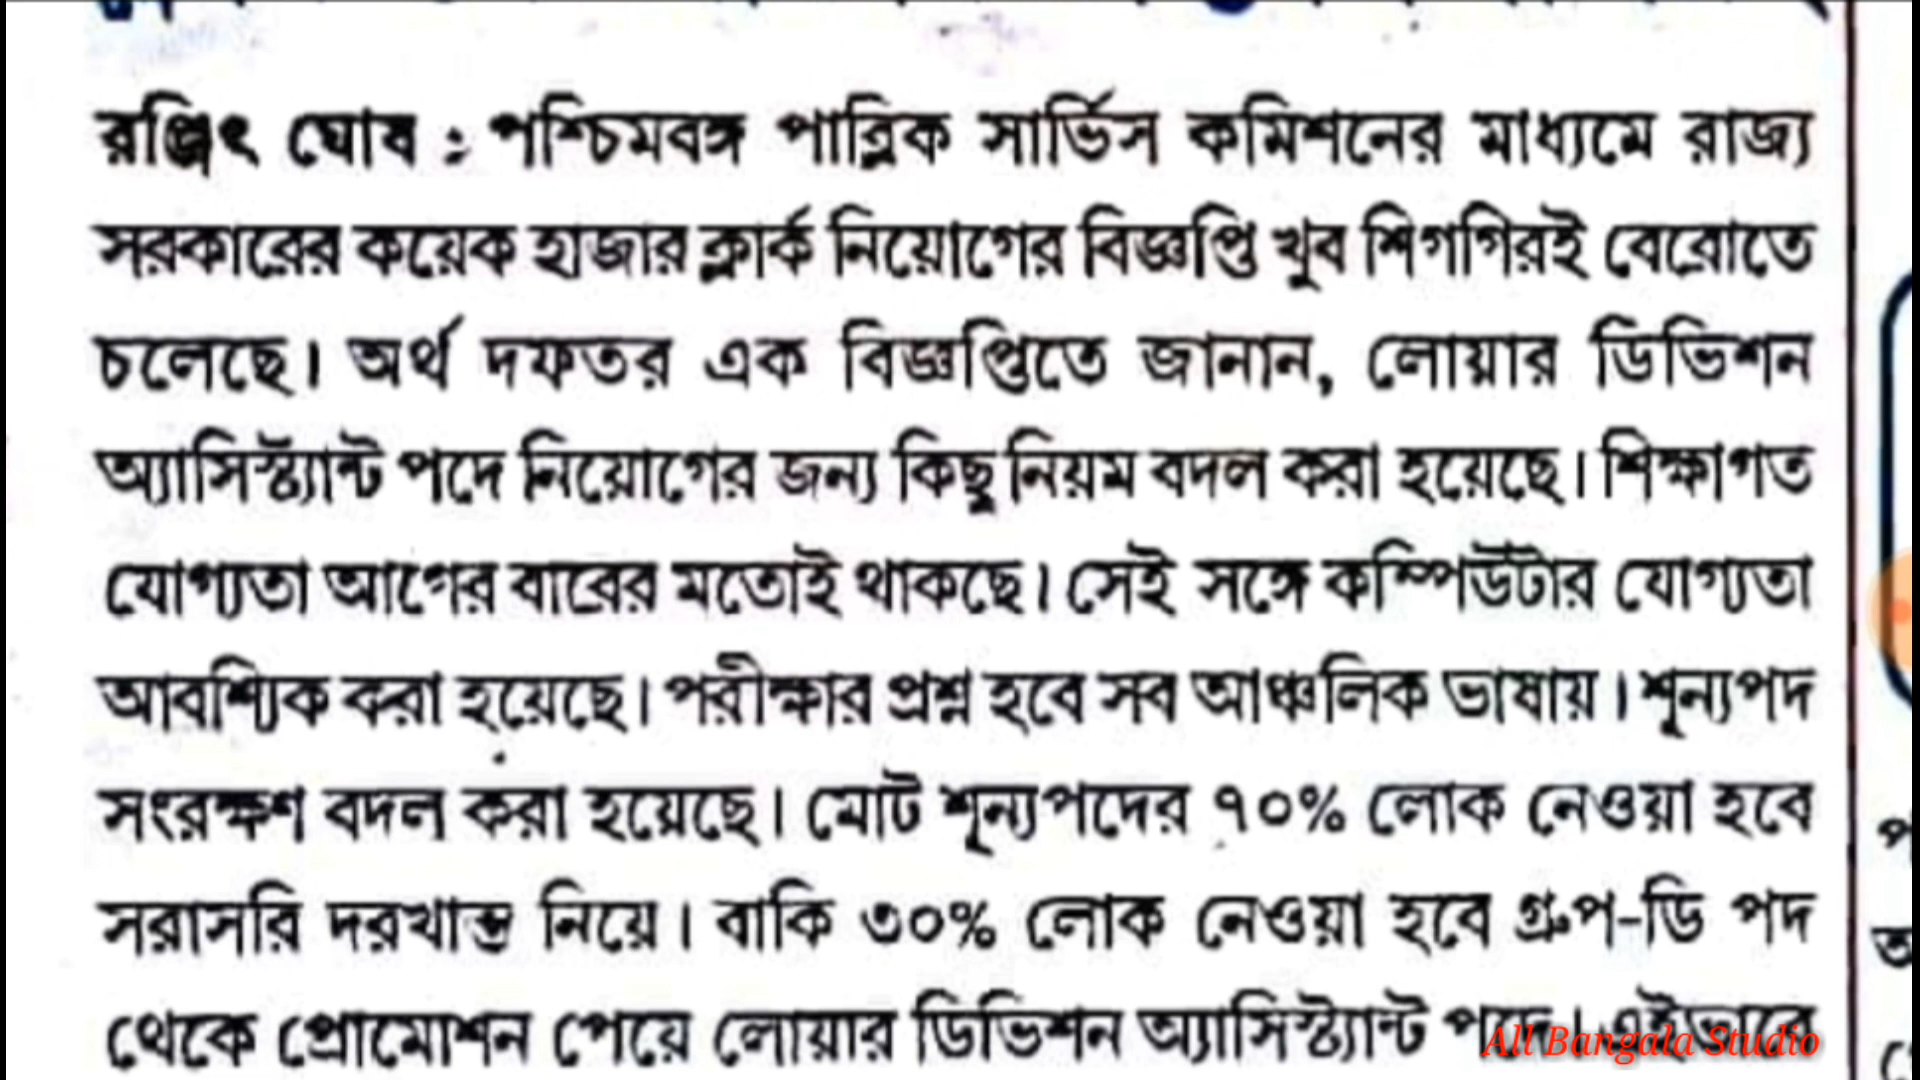 রঞ্জিৎ ঘোষ : পশ্চিমবঙ্গ পাব্লিক সার্ভিস কমিশনের মাধ্যমে রাজ্য
সরকারের কয়েক হাজার ক্লার্ক নিয়োগের বিজ্ঞপ্তি খুব শিগগিরই বেরোতে
চলেছে। অর্থ দফতর এক বিজ্ঞপ্তিতে জানান, লোয়ার ডিভিশন
অ্যাসিস্ট্যান্ট পদে নিয়োগের জন্য কিছু নিয়ম বদল করা হয়েছে। শিক্ষাগত
যোগ্যতা আগের বারের মতোই থাকছে। সেই সঙ্গে কম্পিউটার যোগ্যতা
আবশ্যিক করা হয়েছে। পরীক্ষার প্রশ্ন হবে সব আঞ্চলিক ভাষায়। শূন্যপদ
সংরক্ষণ বদল করা হয়েছে। মোট শূন্যপদের ৭০% লোক নেওয়া হবে
সরাসরি দরখাস্ত নিয়ে। বাকি ৩০% লোক নেওয়া হবে গ্রুপ-ডি পদ
থেকে প্রোমোশন পেয়ে লোয়ার ডিভিশন অ্যাসিস্ট্যান্ট পদে। এইভাবে
All Bangala Studio